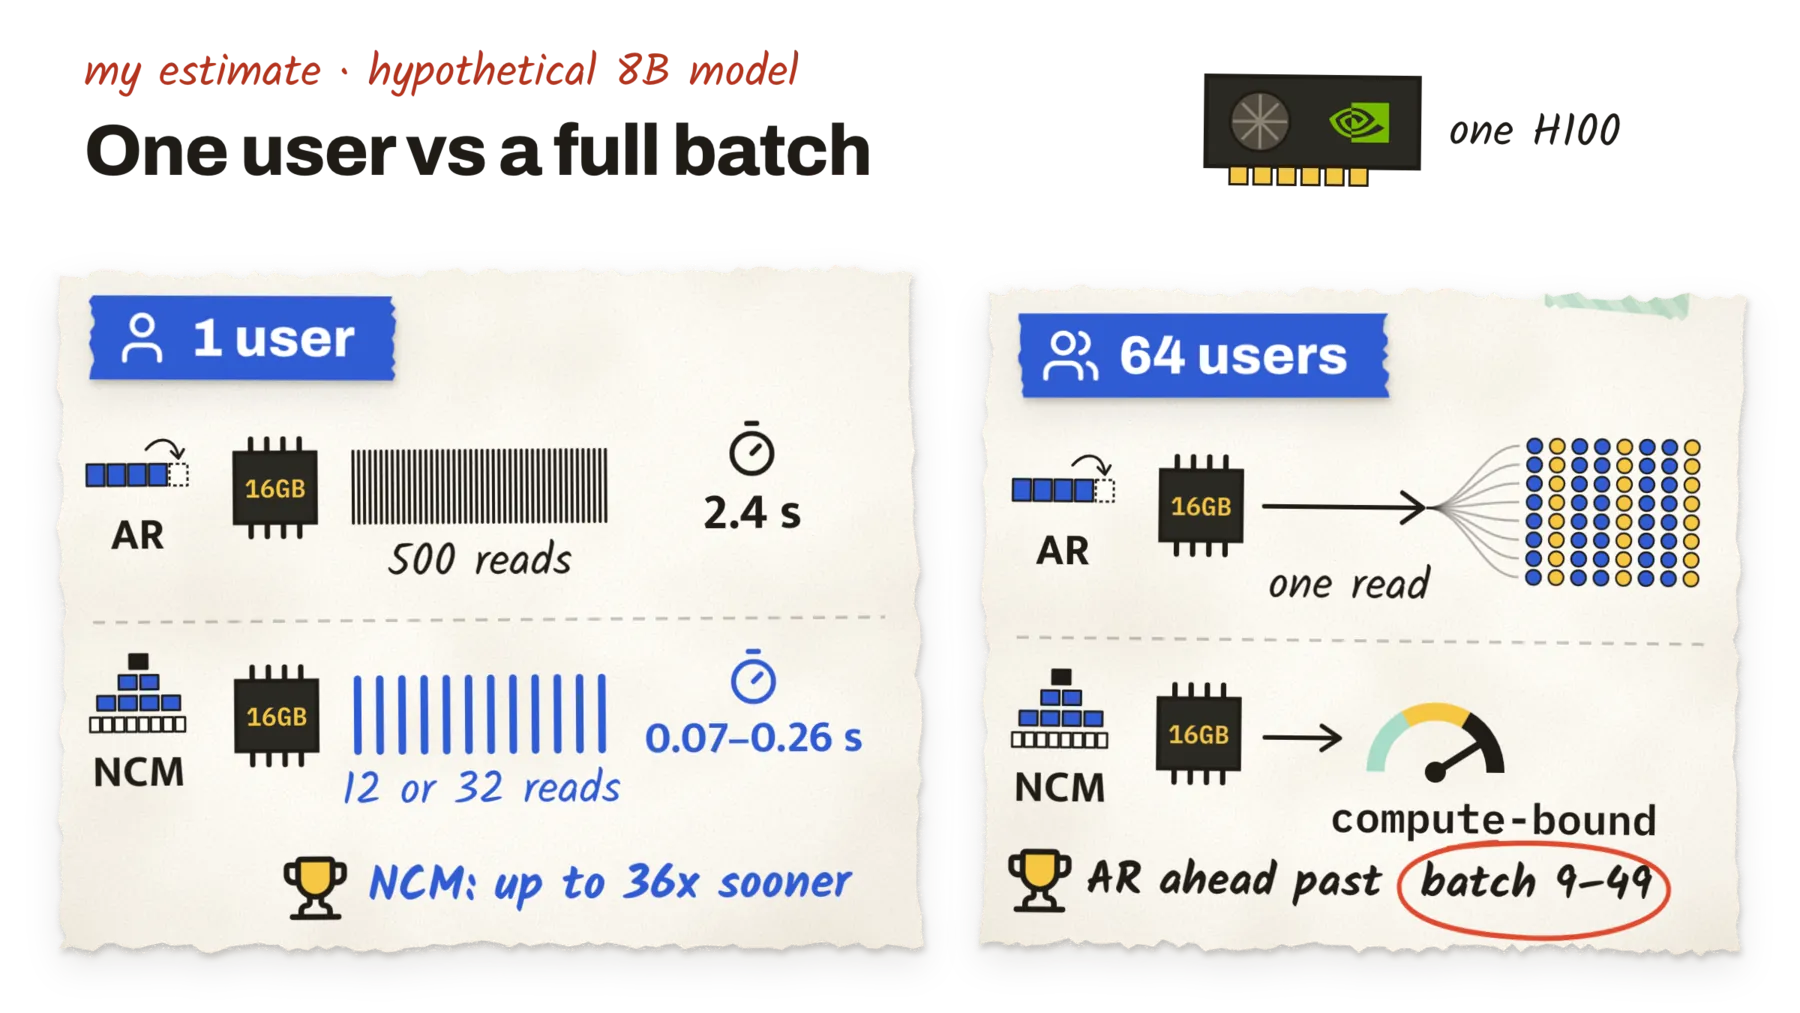 my estimate · hypothetical 8B model
One user vs a full batch
one H100
1 user
16GB
AR
500 reads
2.4 s
16GB
NCM
12 or 32 reads
0.07–0.26 s
NCM: up to 36x sooner
64 users
16GB
AR
one read
16GB
NCM
compute-bound
AR ahead past batch 9–49